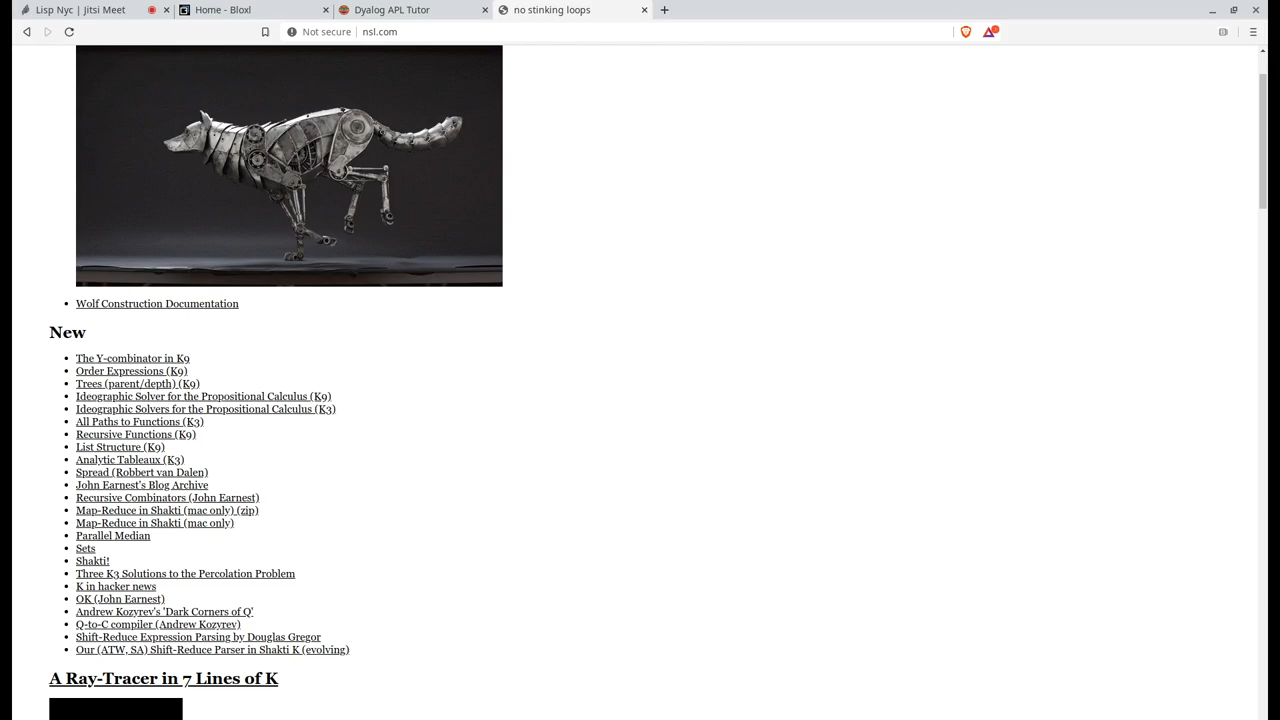 Lisp Nyc | Jitsi Meet
Home - Bloxl
Dyalog APL Tutor
no stinking loops
Not secure
nsl.com
Wolf Construction Documentation
New
The Y-combinator in K9
Order Expressions (K9)
Trees (parent/depth) (K9)
Ideographic Solver for the Propositional Calculus (K9)
Ideographic Solvers for the Propositional Calculus (K3)
All Paths to Functions (K3)
Recursive Functions (K9)
List Structure (K9)
Analytic Tableaux (K3)
Spread (Robbert van Dalen)
John Earnest's Blog Archive
Recursive Combinators (John Earnest)
Map-Reduce in Shakti (mac only) (zip)
Map-Reduce in Shakti (mac only)
Parallel Median
Sets
Shakti!
Three K3 Solutions to the Percolation Problem
K in hacker news
OK (John Earnest)
Andrew Kozyrev's 'Dark Corners of Q'
Q-to-C compiler (Andrew Kozyrev)
Shift-Reduce Expression Parsing by Douglas Gregor
Our (ATW, SA) Shift-Reduce Parser in Shakti K (evolving)
A Ray-Tracer in 7 Lines of K